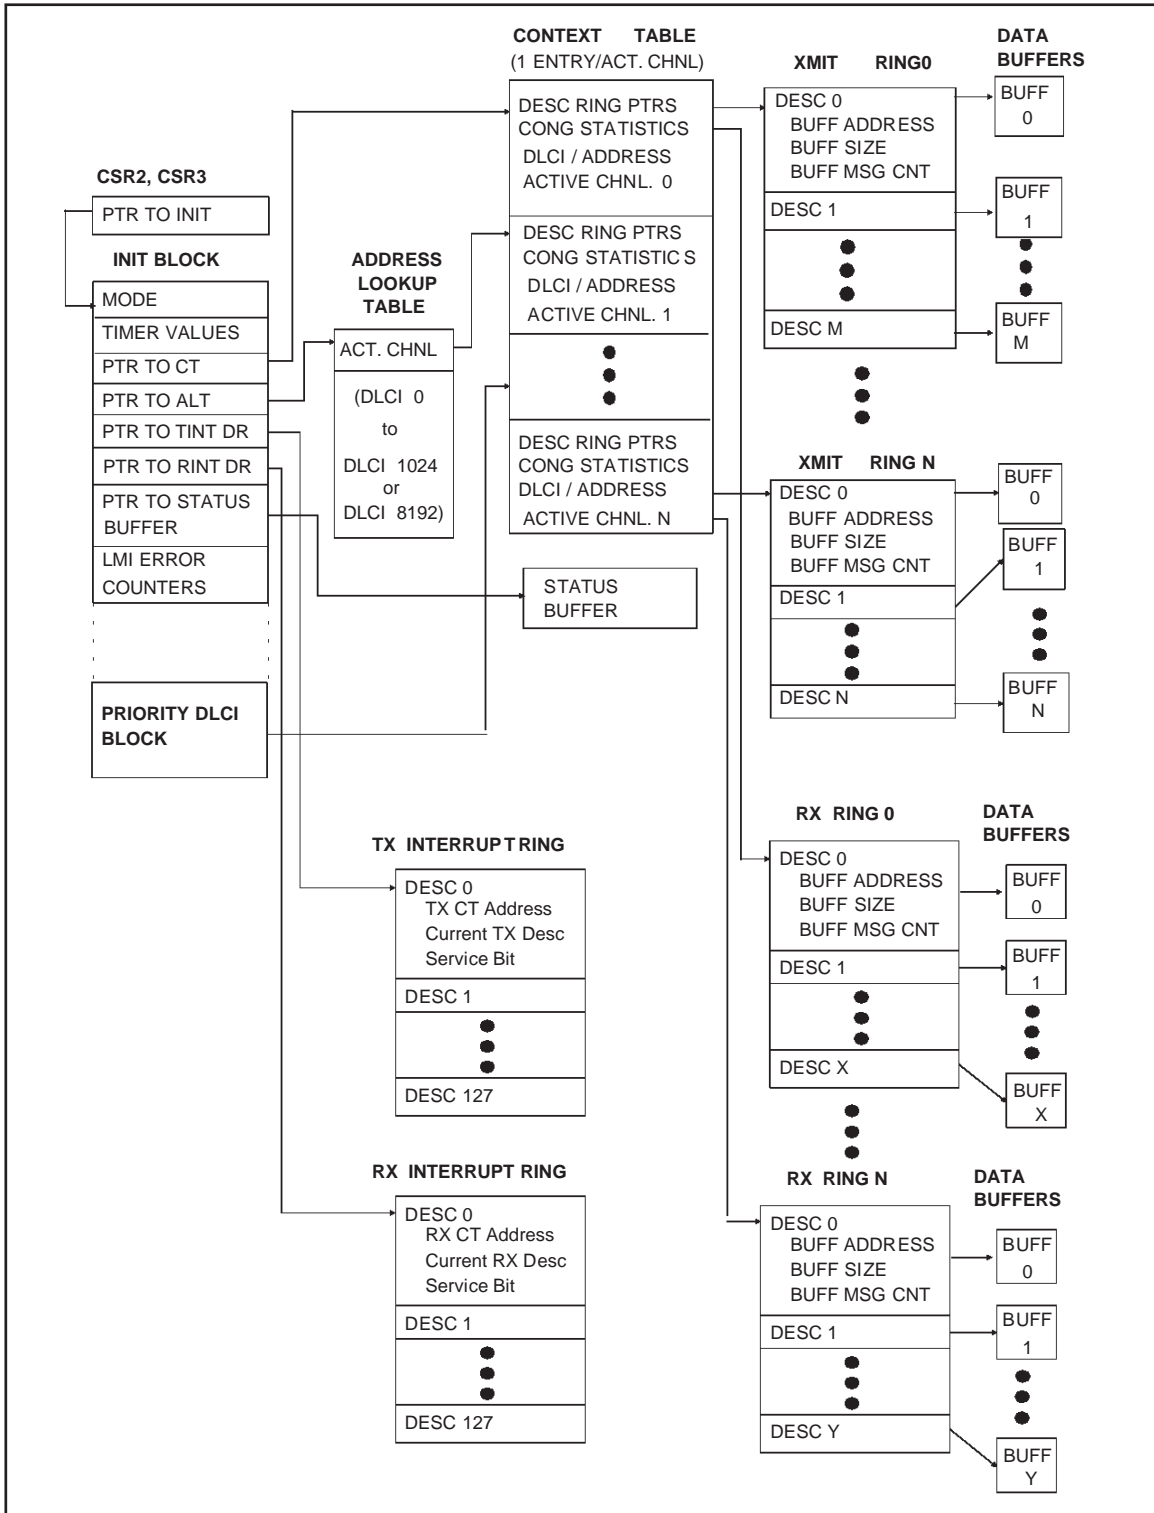 CSR2, CSR3
PTR TO INIT
INIT BLOCK
MODE
TIMER VALUES
PTR TO CT
PTR TO ALT
PTR TO TINT DR
PTR TO RINT DR
PTR TO STATUS
BUFFER
LMI ERROR
COUNTERS
PRIORITY DLCI
BLOCK
ADDRESS
LOOKUP
TABLE
ACT. CHNL
(DLCI 0
to
DLCI 1024
or
DLCI 8192)
CONTEXT TABLE
(1 ENTRY/ACT. CHNL)
DESC RING PTRS
CONG STATISTICS
DLCI / ADDRESS
ACTIVE CHNL. 0
DESC RING PTRS
CONG STATISTICS
DLCI / ADDRESS
ACTIVE CHNL. 1
DESC RING PTRS
CONG STATISTICS
DLCI / ADDRESS
ACTIVE CHNL. N
STATUS
BUFFER
TX INTERRUPT RING
DESC 0
TX CT Address
Current TX Desc
Service Bit
DESC 1
DESC 127
RX INTERRUPT RING
DESC 0
RX CT Address
Current RX Desc
Service Bit
DESC 1
DESC 127
XMIT RING0
DESC 0
BUFF ADDRESS
BUFF SIZE
BUFF MSG CNT
DESC 1
DESC M
DATA
BUFFERS
BUFF
0
BUFF
1
BUFF
M
XMIT RING N
DESC 0
BUFF ADDRESS
BUFF SIZE
BUFF MSG CNT
DESC 1
DESC N
BUFF
0
BUFF
1
BUFF
N
RX RING 0
DESC 0
BUFF ADDRESS
BUFF SIZE
BUFF MSG CNT
DESC 1
DESC X
DATA
BUFFERS
BUFF
0
BUFF
1
BUFF
X
RX RING N
DESC 0
BUFF ADDRESS
BUFF SIZE
BUFF MSG CNT
DESC 1
DESC Y
DATA
BUFFERS
BUFF
0
BUFF
1
BUFF
Y